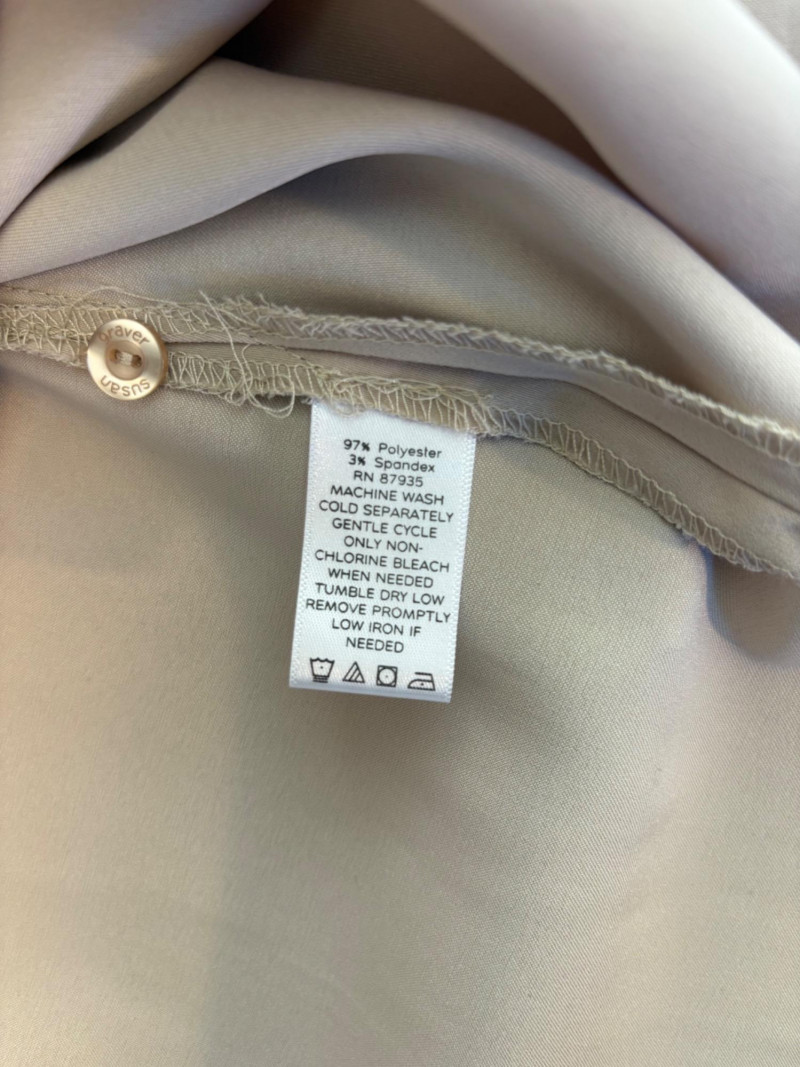 graver
susan
97% Polyester
3% Spandex
RN 87935
MACHINE WASH
COLD SEPARATELY
GENTLE CYCLE
ONLY NON-
CHLORINE BLEACH
WHEN NEEDED
TUMBLE DRY LOW
REMOVE PROMPTLY
LOW IRON IF
NEEDED